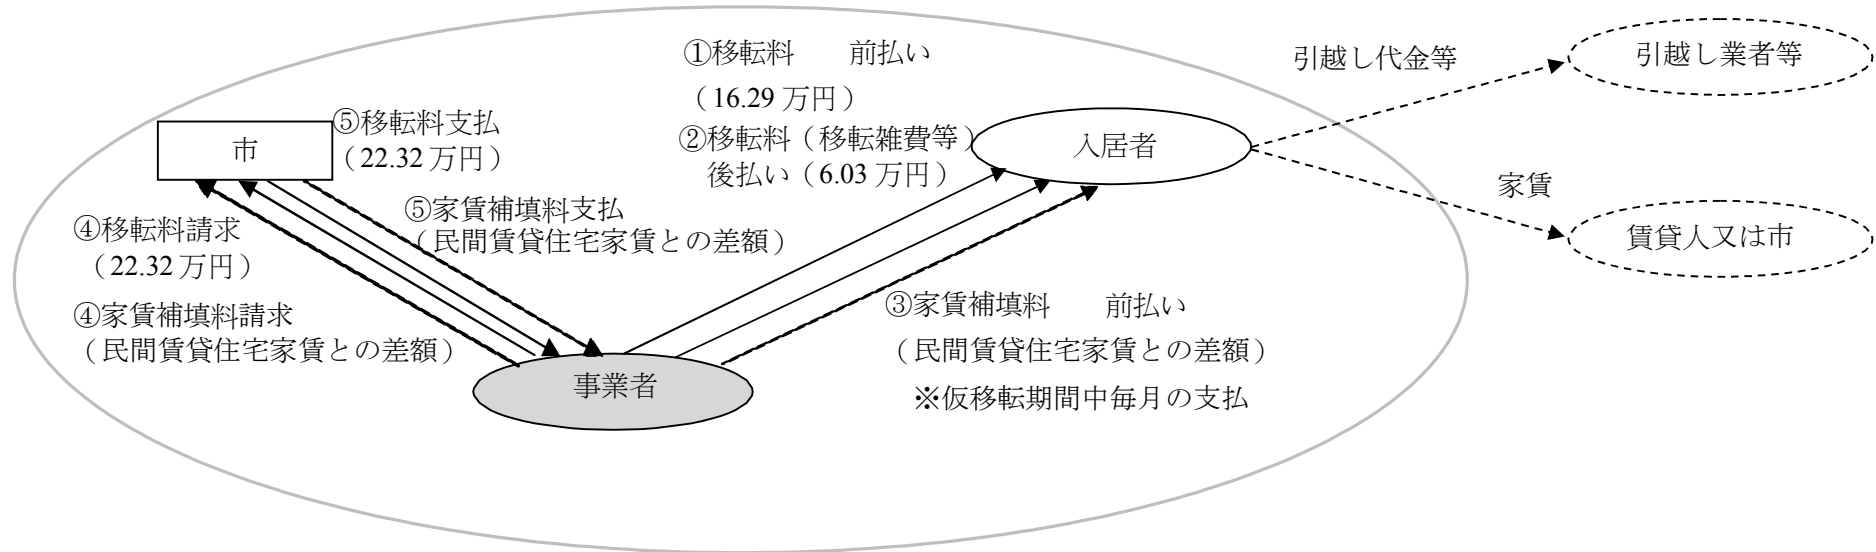 ①移転料　　前払い
（16.29 万円）
②移転料（移転雑費等）
後払い（6.03 万円）
引越し代金等
引越し業者等
⑤移転料支払
（22.32 万円）
市
入居者
家賃
賃貸人又は市
⑤家賃補填料支払
（民間賃貸住宅家賃との差額）
④移転料請求
（22.32 万円）
④家賃補填料請求
（民間賃貸住宅家賃との差額）
③家賃補填料　　前払い
（民間賃貸住宅家賃との差額）
※仮移転期間中毎月の支払
事業者